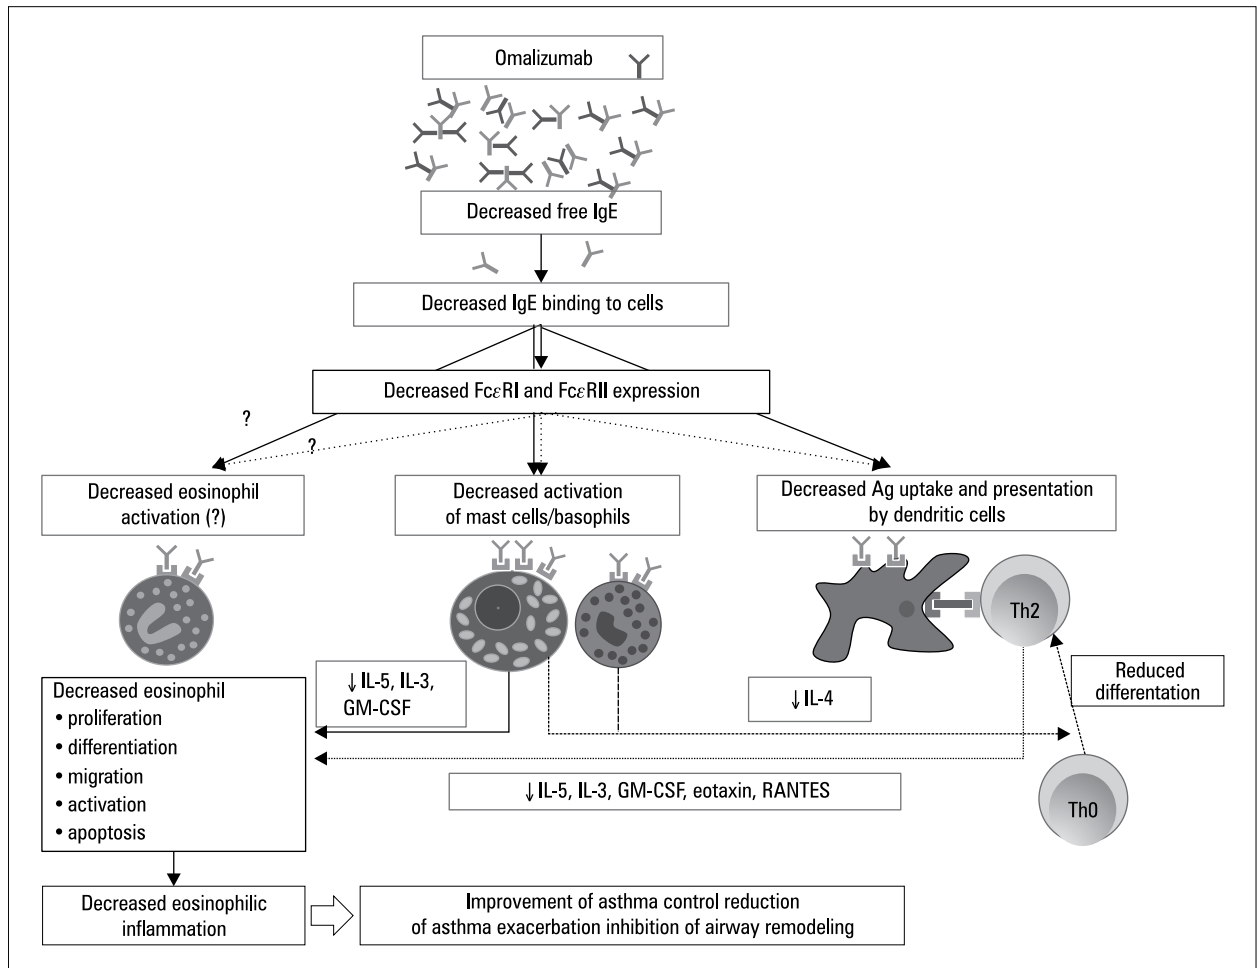 Omalizumab
Decreased free IgE
Decreased IgE binding to cells
Decreased FcεRI and FcεRII expression
?
?
Decreased eosinophil
activation (?)
Decreased activation
of mast cells/basophils
Decreased Ag uptake and presentation
by dendritic cells
Th2
Reduced
differentation
↓IL-5, IL-3,
GM-CSF
↓IL-4
Decreased eosinophil
• proliferation
• differentiation
• migration
• activation
• apoptosis
↓IL-5, IL-3, GM-CSF, eotaxin, RANTES
Th0
Decreased eosinophilic
inflammation
Improvement of asthma control reduction
of asthma exacerbation inhibition of airway remodeling